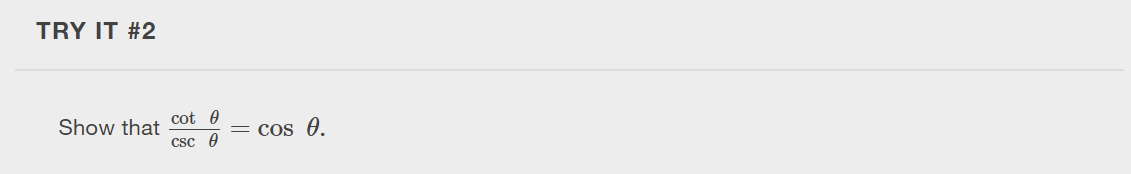 TRY IT #2
Show that cot θ / csc θ = cos θ.